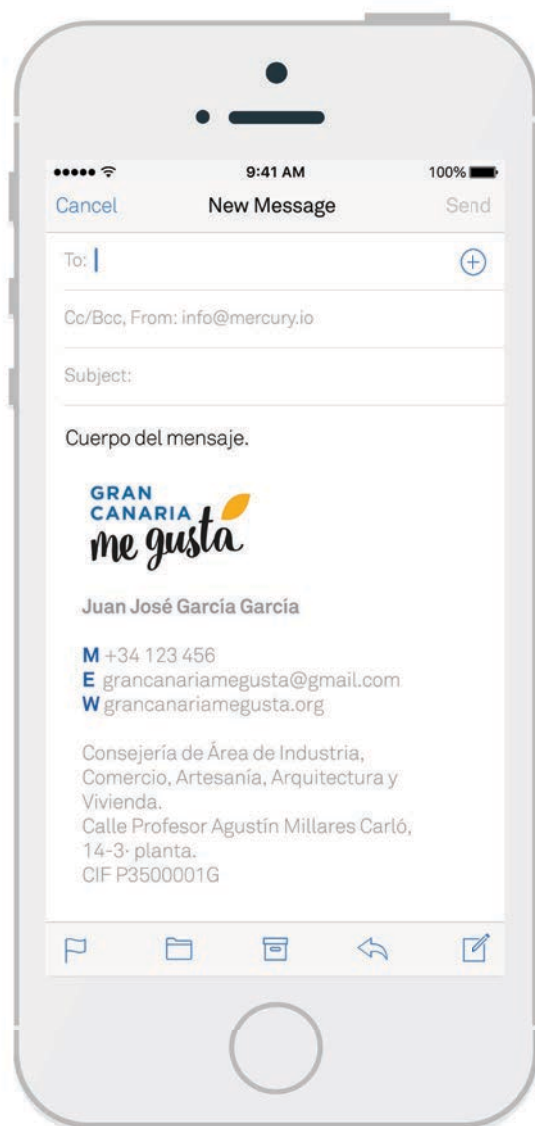 9:41 AM
100%
Cancel
New Message
Send
To:
Cc/Bcc, From: info@mercury.io
Subject:
Cuerpo del mensaje.
GRAN
CANARIA
me gusta
Juan José García García
M +34 123 456
E grancanariamegusta@gmail.com
W grancanariamegusta.org
Consejería de Área de Industria,
Comercio, Artesanía, Arquitectura y
Vivienda.
Calle Profesor Agustín Millares Carló,
14-3· planta.
CIF P3500001G